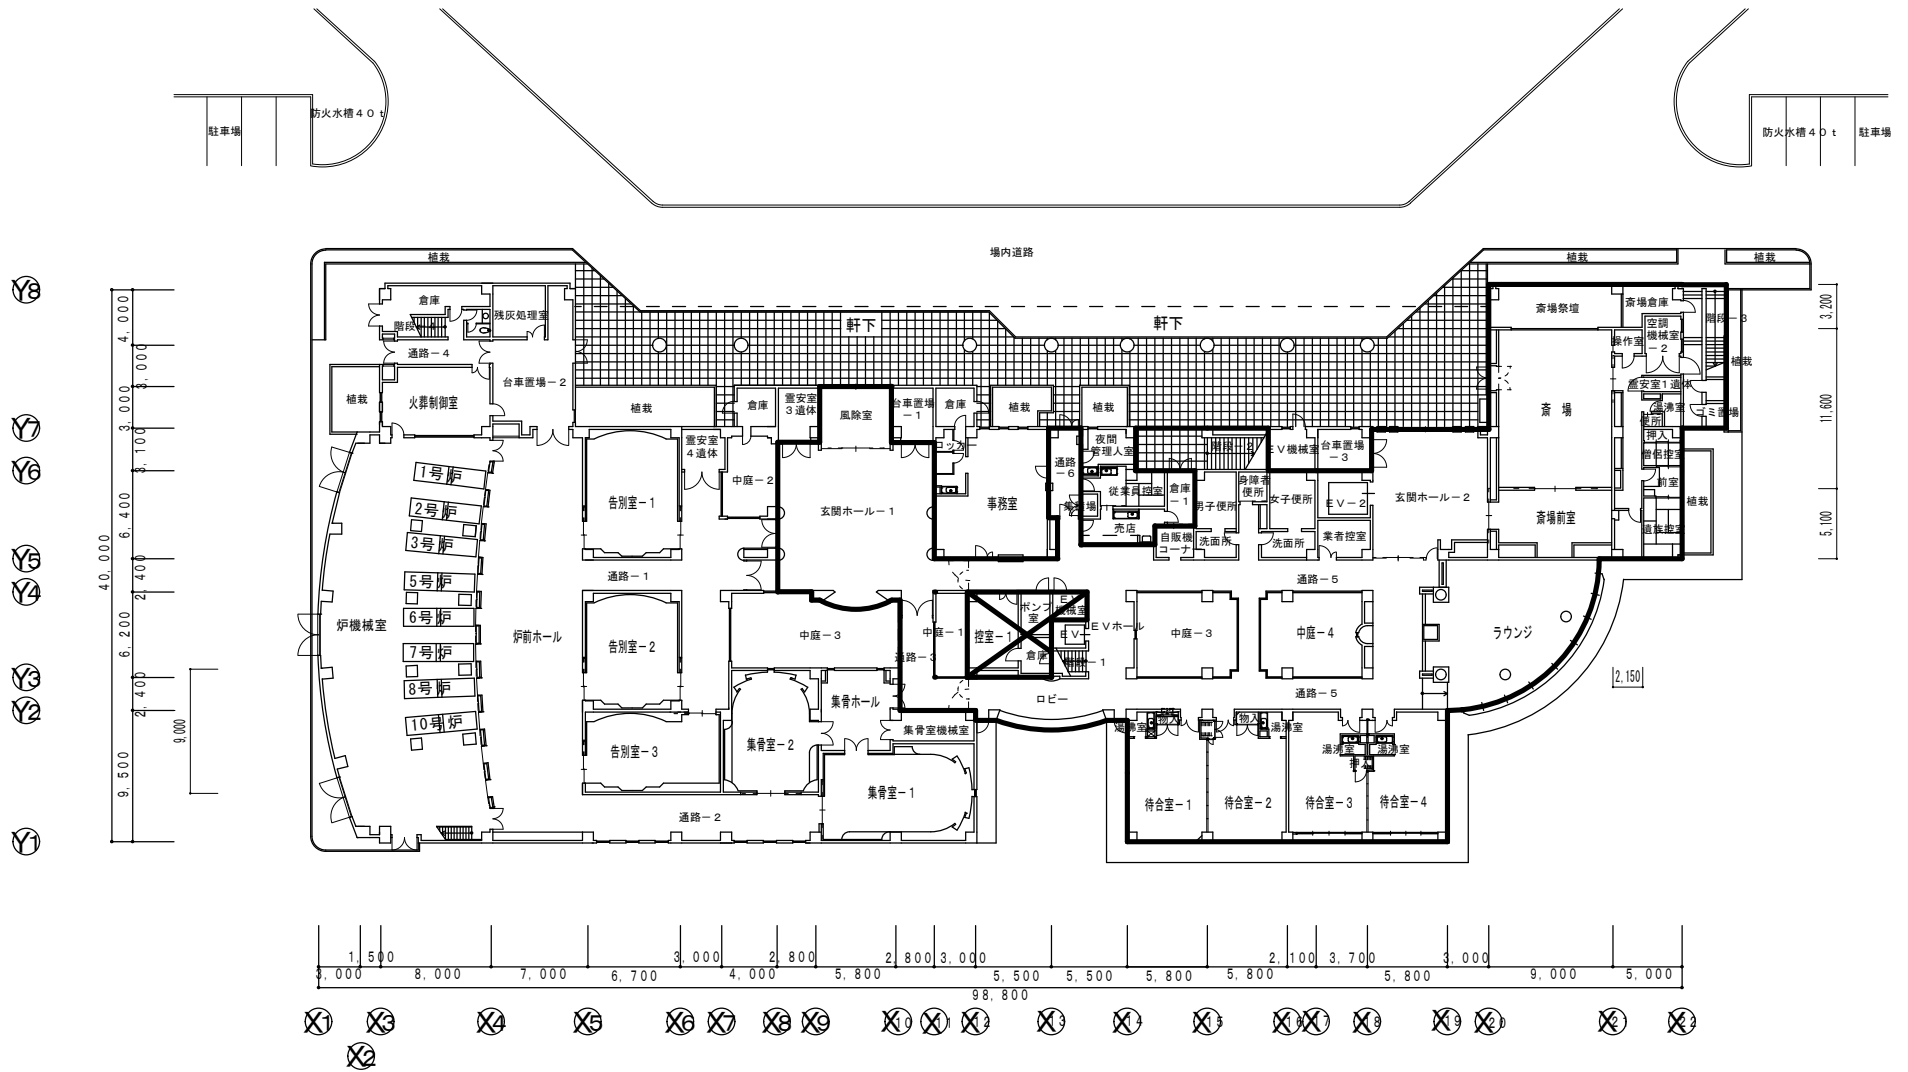 防火水槽４０ｔ
駐車場
防火水槽４０ｔ
駐車場
場内道路
植栽
植栽
植栽
Y8
Y7
Y6
Y5
Y4
Y3
Y2
Y1
40,000
4,000
3,000
3,000
3,100
6,400
2,400
6,200
2,400
9,500
9,000
倉庫
残灰処理室
階段－4
通路－4
台車置場－2
植栽
火葬制御室
軒下
軒下
植栽
倉庫
霊安室
3遺体
風除室
台車置場
－1
倉庫
植栽
植栽
斎場祭壇
斎場倉庫
階段－3
空調
機械室
－2
操作室
植栽
霊安室1遺体
湯沸室
ゴミ置場
便所
押入
僧侶控室
前室
植栽
遺族控室
斎 場
斎場前室
3,200
11,600
5,100
1号炉
2号炉
3号炉
5号炉
6号炉
7号炉
8号炉
10号炉
炉機械室
炉前ホール
告別室－1
告別室－2
告別室－3
霊安室
4遺体
中庭－2
玄関ホール－1
事務室
通路
－6
夜間
管理人室
従業員控室
倉庫
－1
売店
自販機
コーナ
階段－2
EV機械室
台車置場
－3
身障者
便所
男子便所
女子便所
洗面所
洗面所
EV－2
業者控室
玄関ホール－2
通路－1
通路－5
中庭－3
中庭－1
通路－3
控室－1
ポンプ
室
倉庫
EV
機械室
EV
EVホール
階段－1
中庭－3
中庭－4
ラウンジ
2,150
ロビー
通路－5
集骨ホール
集骨室機械室
集骨室－2
集骨室－1
通路－2
湯沸室
物入
物入
湯沸室
湯沸室
湯沸室
押入
待合室－1
待合室－2
待合室－3
待合室－4
1,500
3,000
2,800
2,800
3,000
2,100
3,700
3,000
3,000
8,000
7,000
6,700
4,000
5,800
5,500
5,500
5,800
5,800
5,800
9,000
5,000
98,800
X1
X2
X3
X4
X5
X6
X7
X8
X9
X10
X11
X12
X13
X14
X15
X16
X17
X18
X19
X20
X21
X22